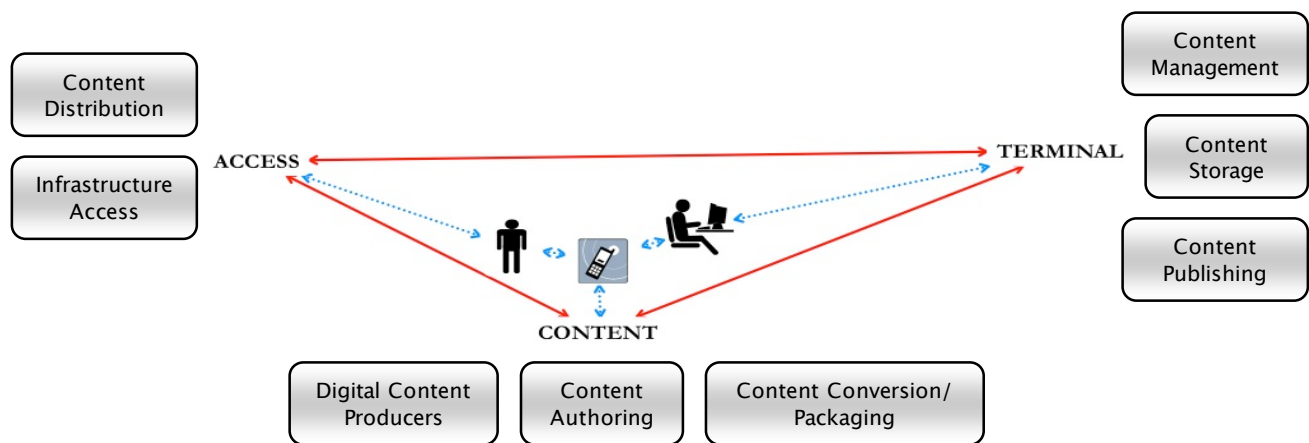 Content
Distribution
Infrastructure
Access
ACCESS
TERMINAL
Content
Management
Content
Storage
Content
Publishing
CONTENT
Digital Content
Producers
Content
Authoring
Content Conversion/
Packaging